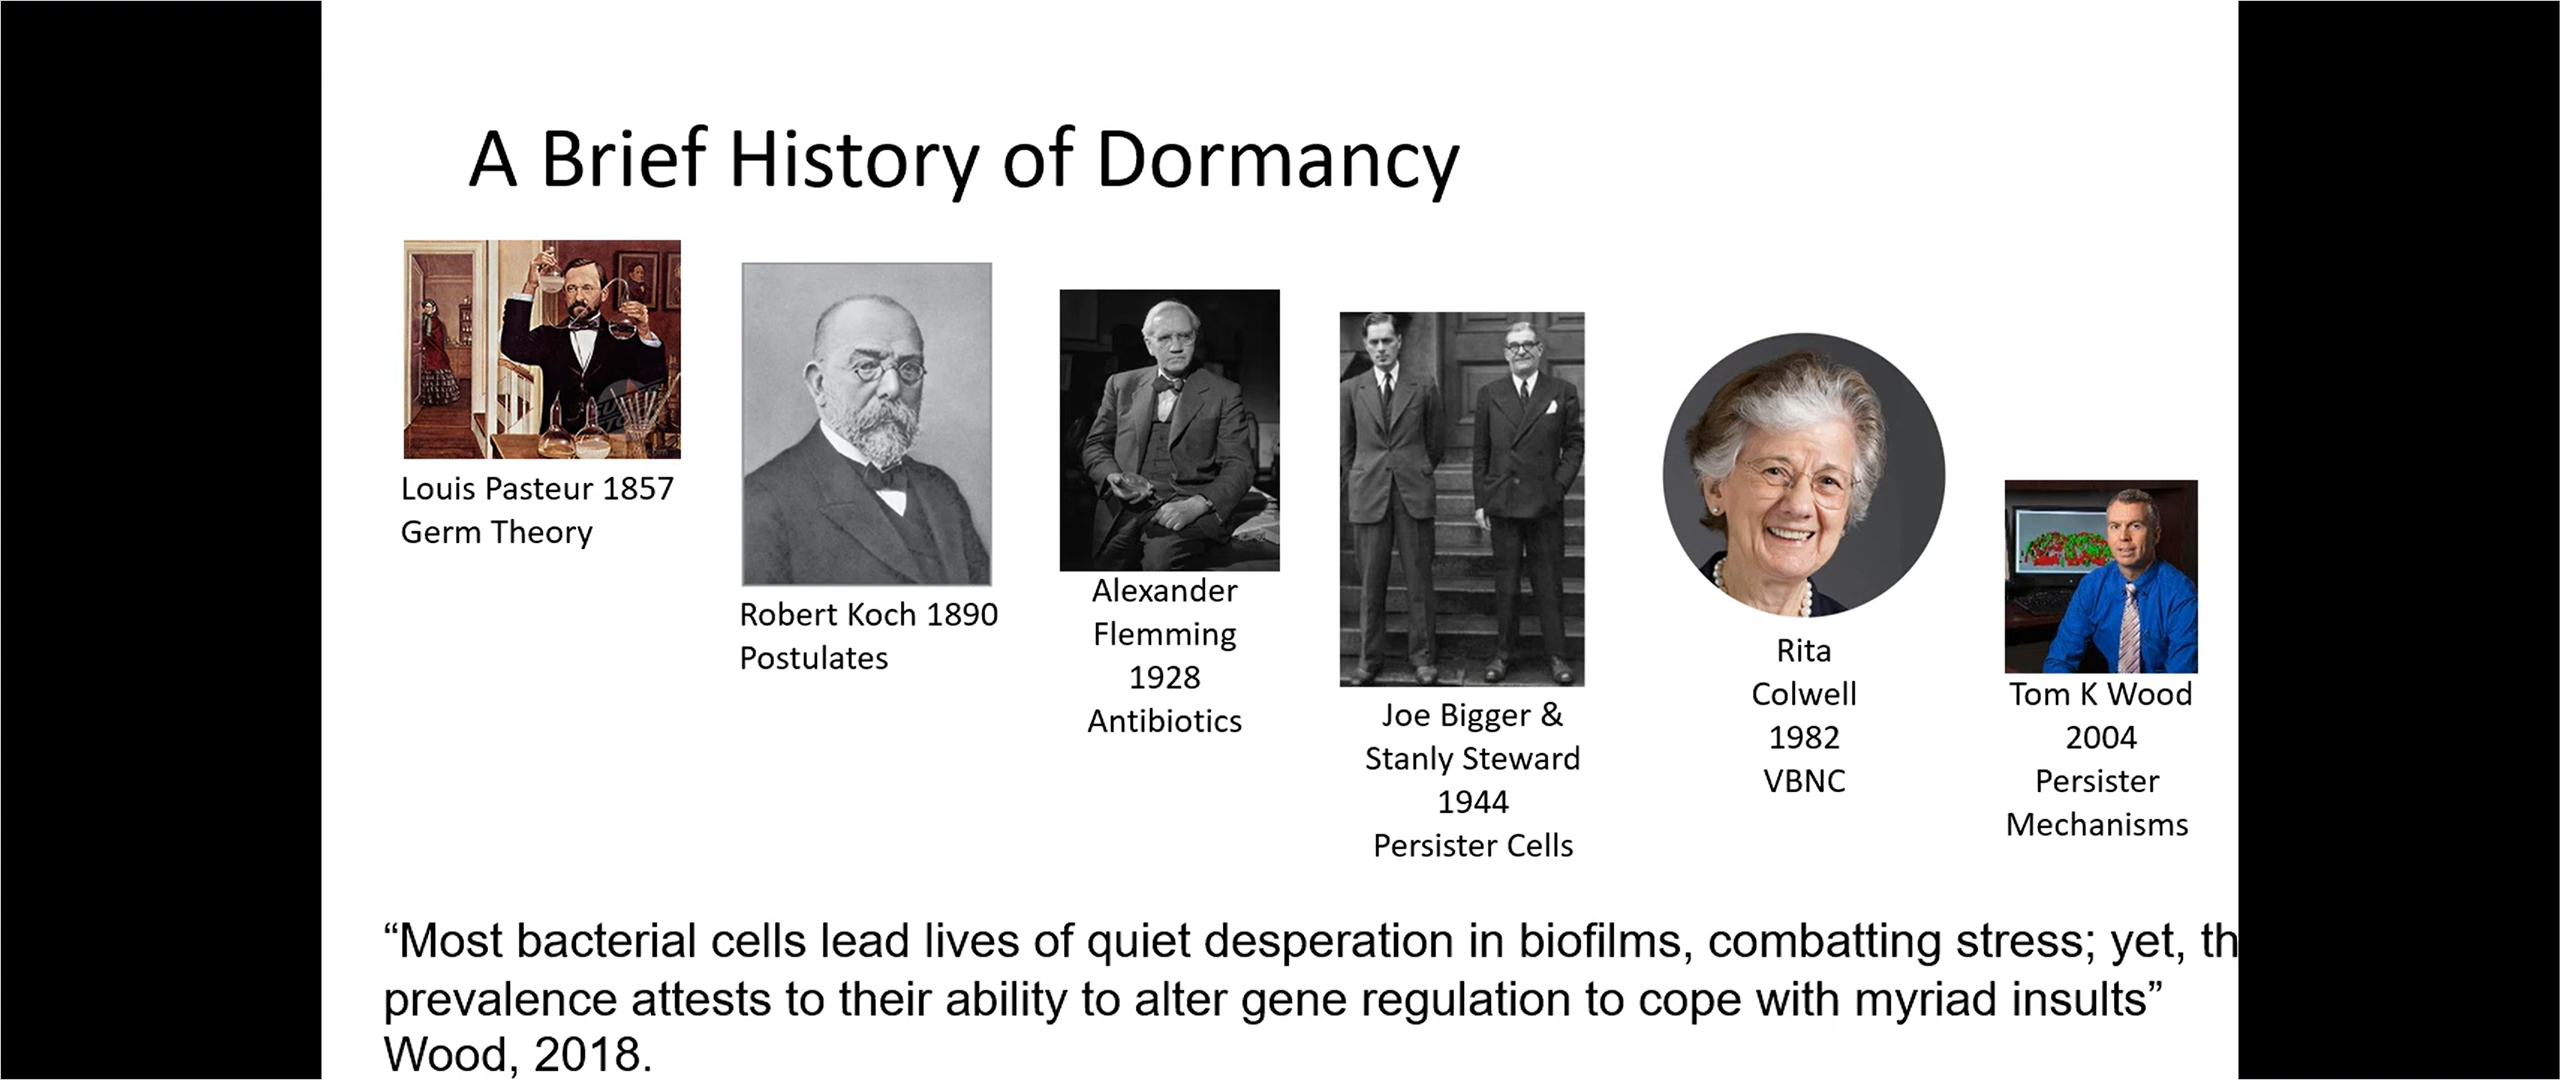 A Brief History of Dormancy
Louis Pasteur 1857
Germ Theory
Robert Koch 1890
Postulates
Alexander
Flemming
1928
Antibiotics
Joe Bigger &
Stanly Steward
1944
Persister Cells
Rita
Colwell
1982
VBNC
Tom K Wood
2004
Persister
Mechanisms
“Most bacterial cells lead lives of quiet desperation in biofilms, combatting stress; yet, th
prevalence attests to their ability to alter gene regulation to cope with myriad insults”
Wood, 2018.